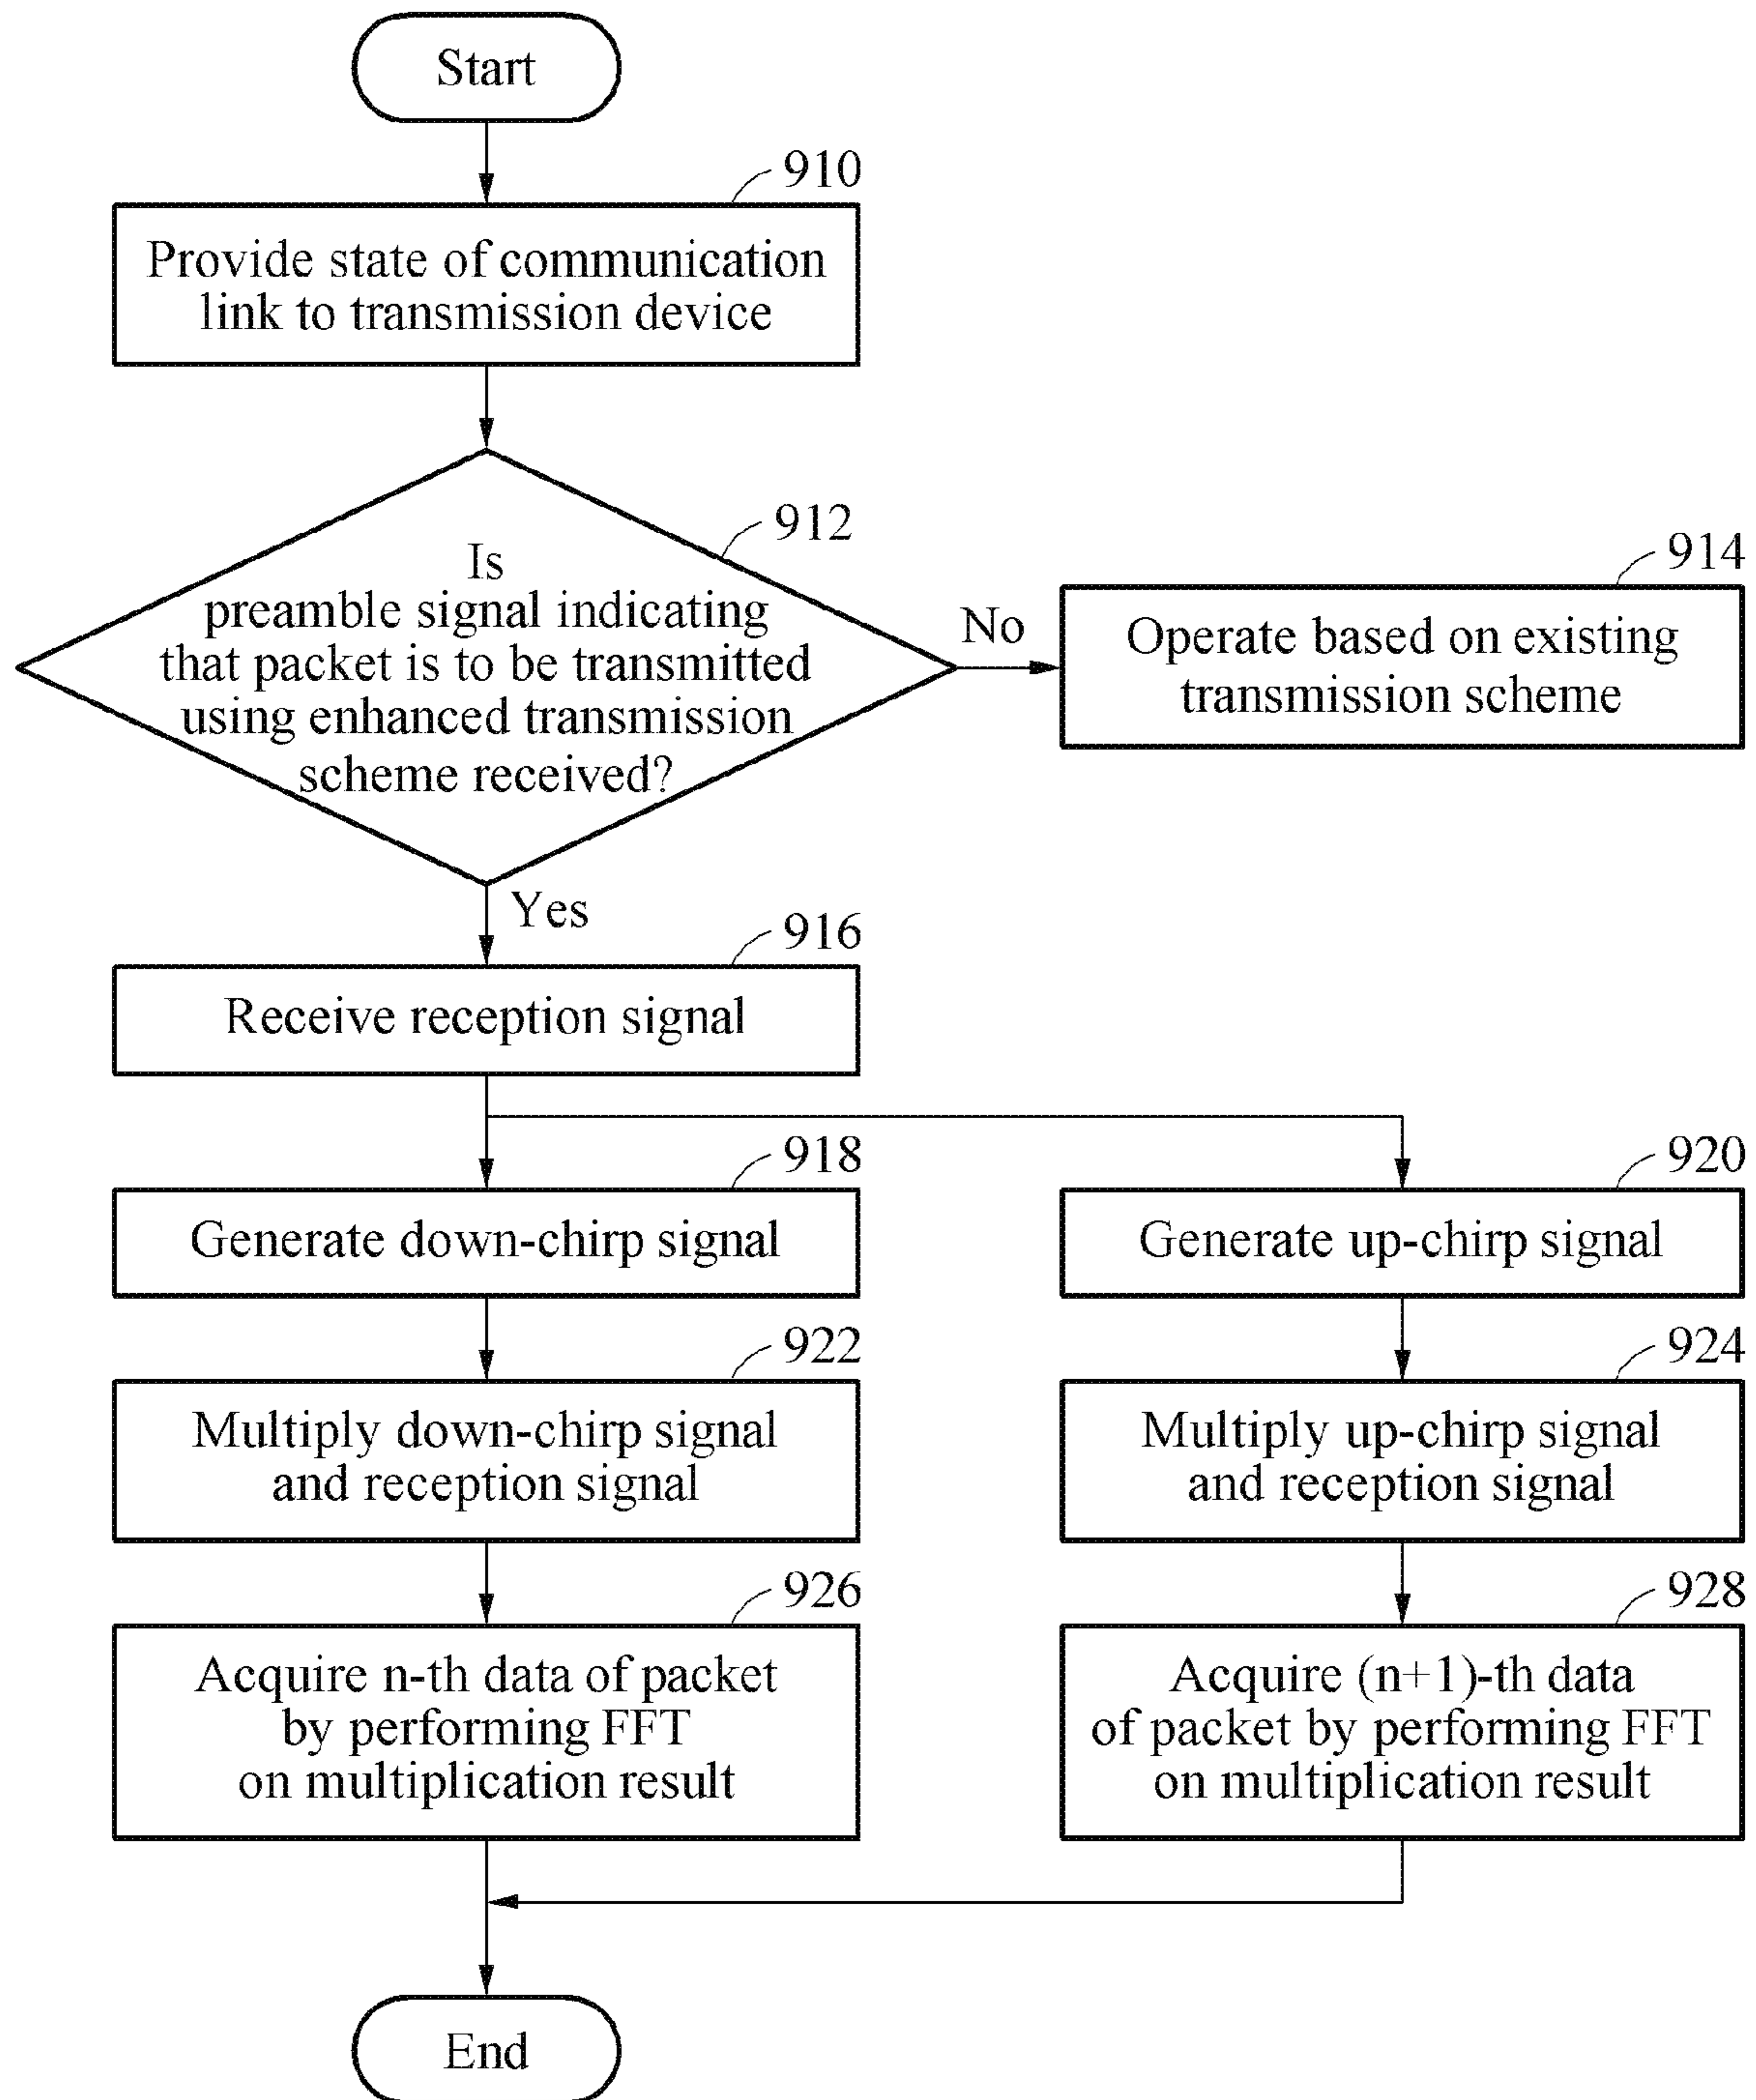 Start
910
Provide state of communication
link to transmission device
912
Is
preamble signal indicating
that packet is to be transmitted
using enhanced transmission
scheme received?
No
914
Operate based on existing
transmission scheme
Yes
916
Receive reception signal
918
Generate down-chirp signal
920
Generate up-chirp signal
922
Multiply down-chirp signal
and reception signal
924
Multiply up-chirp signal
and reception signal
926
Acquire n-th data of packet
by performing FFT
on multiplication result
928
Acquire (n+1)-th data
of packet by performing FFT
on multiplication result
End